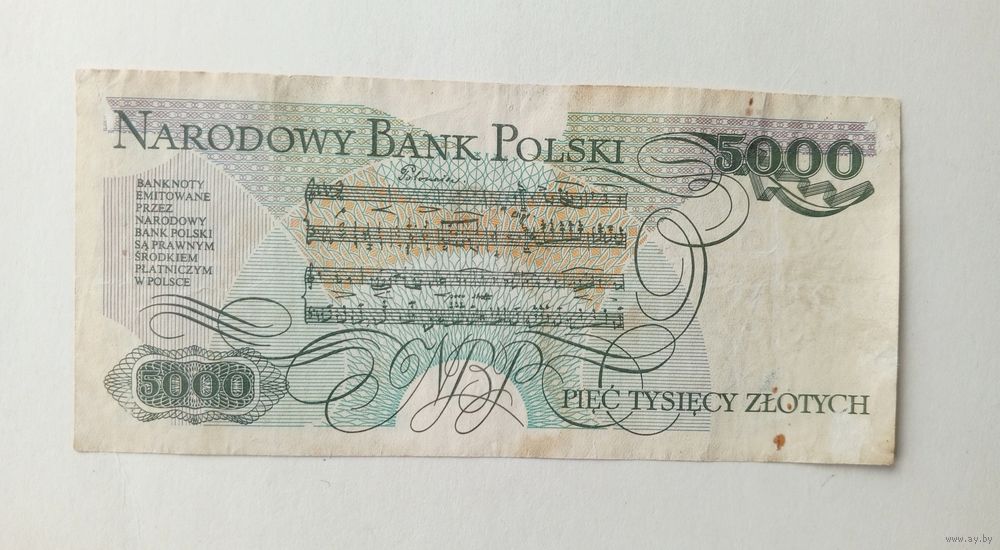 NARODOWY BANK POLSKI
5000
BANKNOTY
EMITOWANE
PRZEZ
NARODOWY
BANK POLSKI
SĄ PRAWNYM
ŚRODKIEM
PŁATNICZYM
W POLSCE
NBP
5000
PIĘĆ TYSIĘCY ZŁOTYCH
www.ay.by